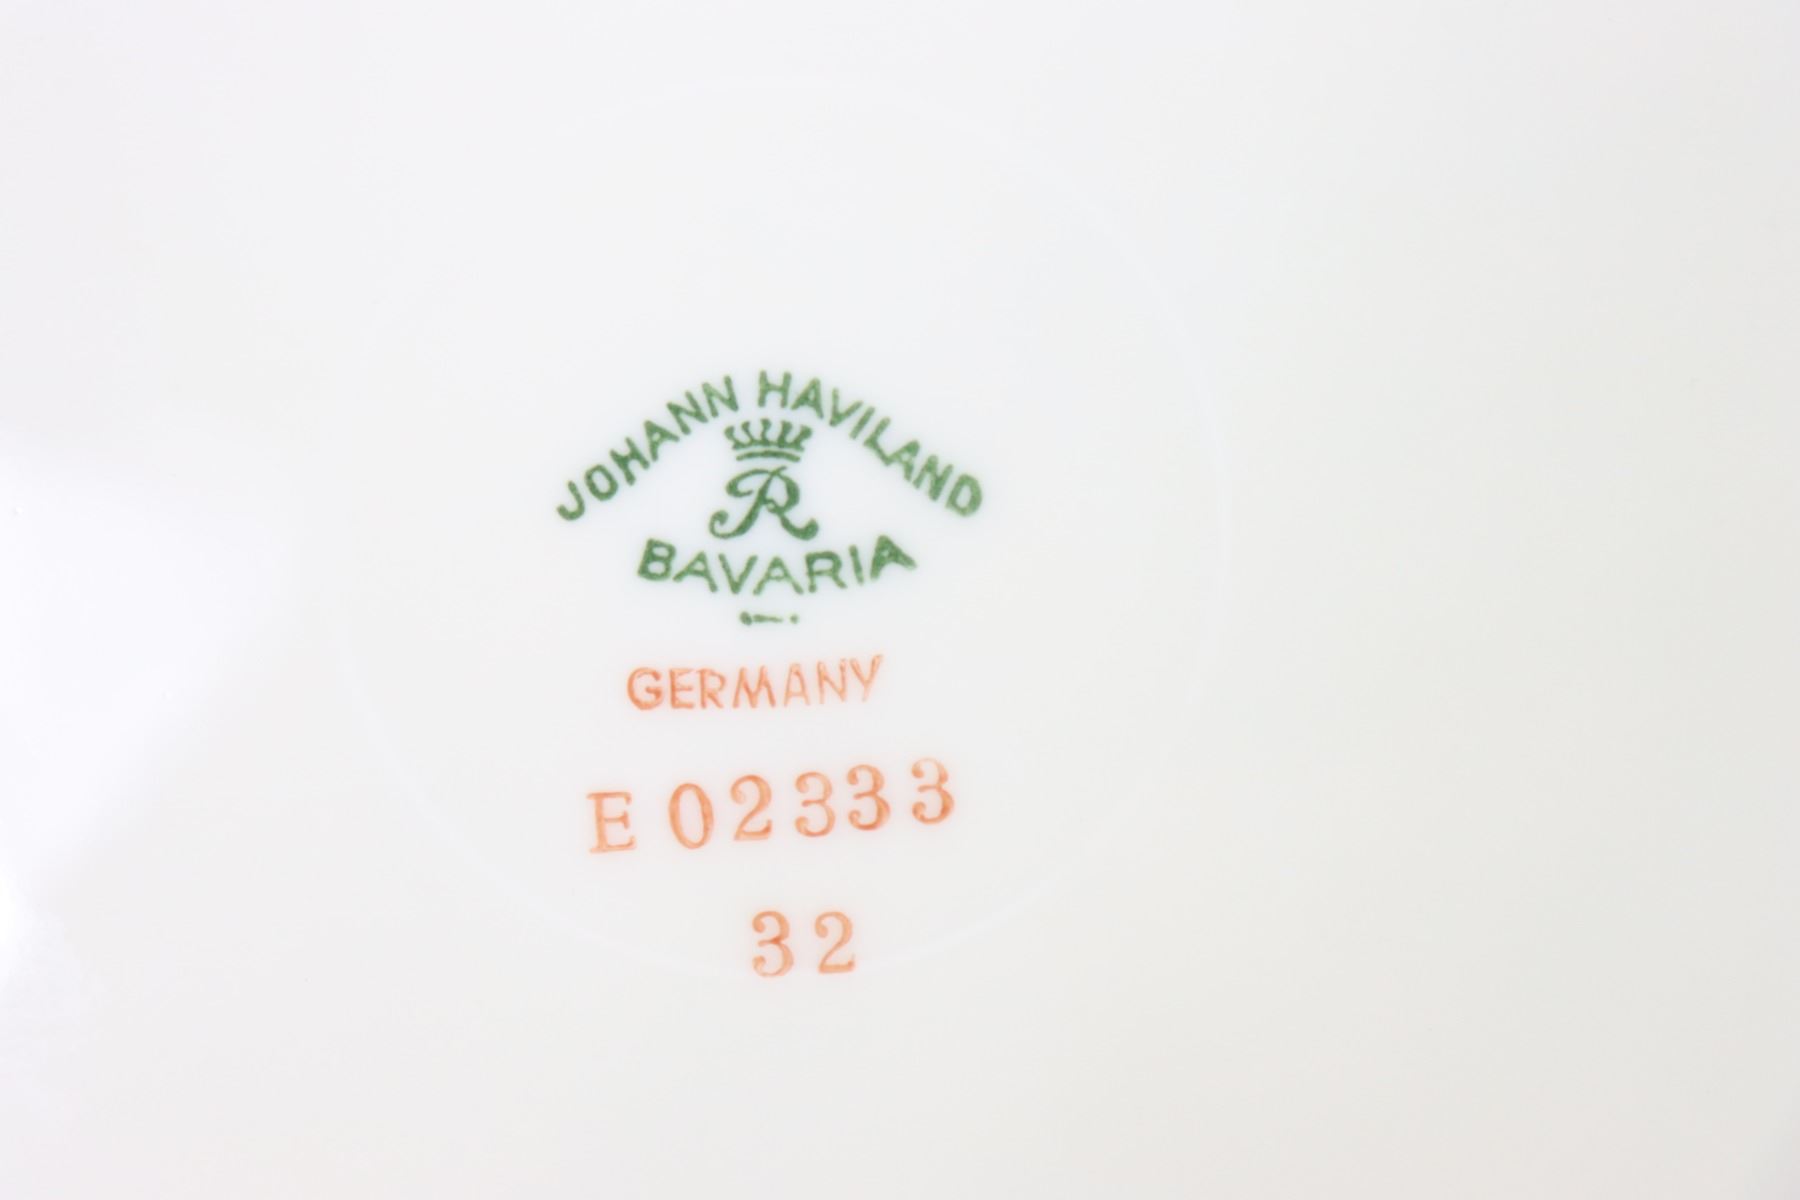 JOHANN HAVILAND
R
BAVARIA
GERMANY
E 02333
32